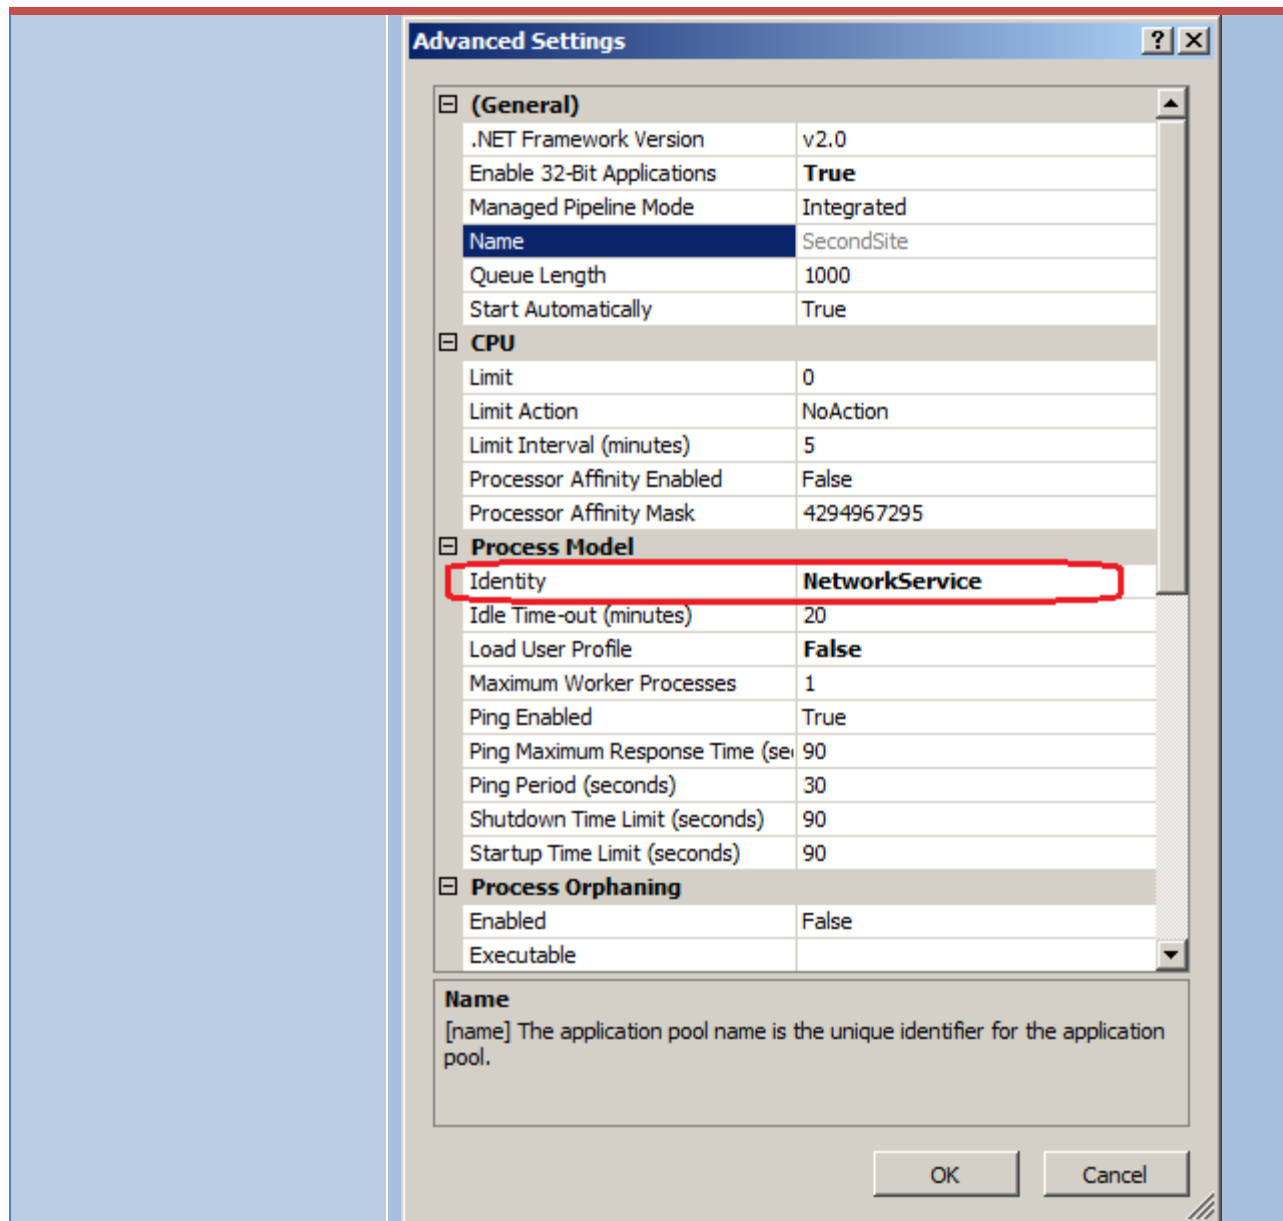 Advanced Settings
(General)
.NET Framework Version v2.0
Enable 32-Bit Applications True
Managed Pipeline Mode Integrated
Name SecondSite
Queue Length 1000
Start Automatically True
CPU
Limit 0
Limit Action NoAction
Limit Interval (minutes) 5
Processor Affinity Enabled False
Processor Affinity Mask 4294967295
Process Model
Identity NetworkService
Idle Time-out (minutes) 20
Load User Profile False
Maximum Worker Processes 1
Ping Enabled True
Ping Maximum Response Time (se 90
Ping Period (seconds) 30
Shutdown Time Limit (seconds) 90
Startup Time Limit (seconds) 90
Process Orphaning
Enabled False
Executable
Name
[name] The application pool name is the unique identifier for the application
pool.
OK Cancel